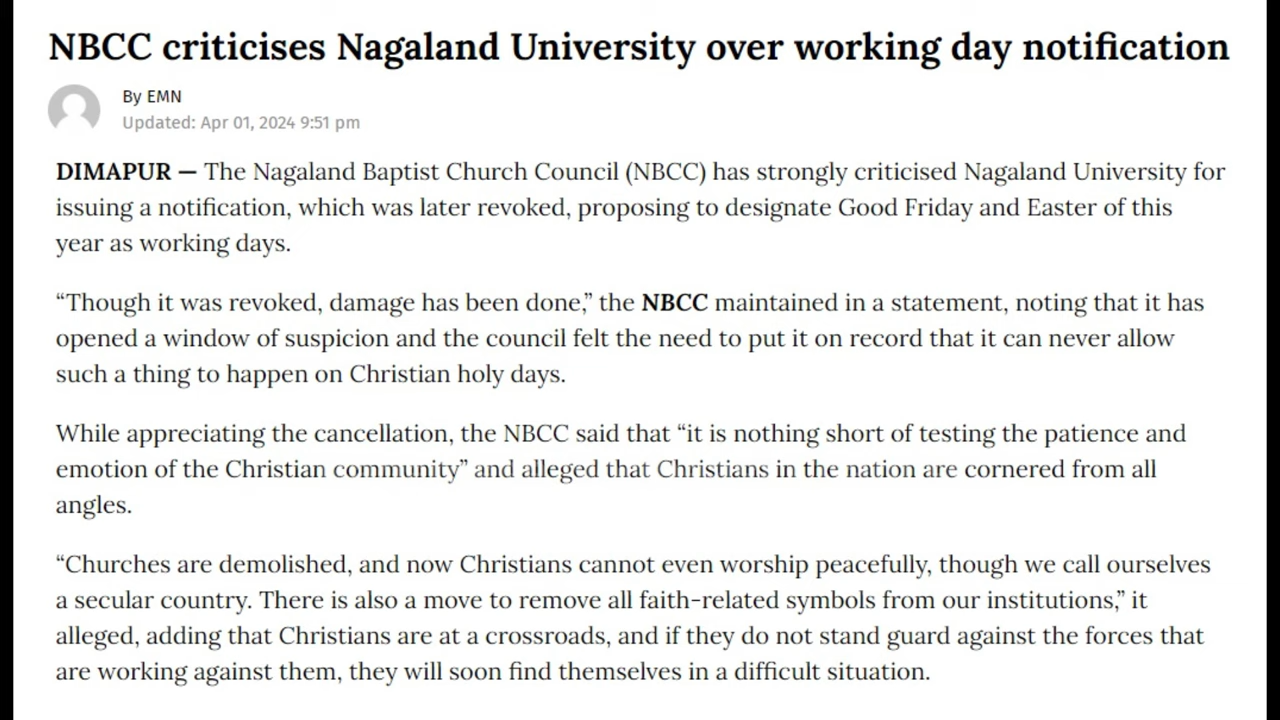 NBCC criticises Nagaland University over working day notification
By EMN
Updated: Apr 01, 2024 9:51 pm
DIMAPUR — The Nagaland Baptist Church Council (NBCC) has strongly criticised Nagaland University for
issuing a notification, which was later revoked, proposing to designate Good Friday and Easter of this
year as working days.
“Though it was revoked, damage has been done,” the NBCC maintained in a statement, noting that it has
opened a window of suspicion and the council felt the need to put it on record that it can never allow
such a thing to happen on Christian holy days.
While appreciating the cancellation, the NBCC said that “it is nothing short of testing the patience and
emotion of the Christian community” and alleged that Christians in the nation are cornered from all
angles.
“Churches are demolished, and now Christians cannot even worship peacefully, though we call ourselves
a secular country. There is also a move to remove all faith-related symbols from our institutions,” it
alleged, adding that Christians are at a crossroads, and if they do not stand guard against the forces that
are working against them, they will soon find themselves in a difficult situation.